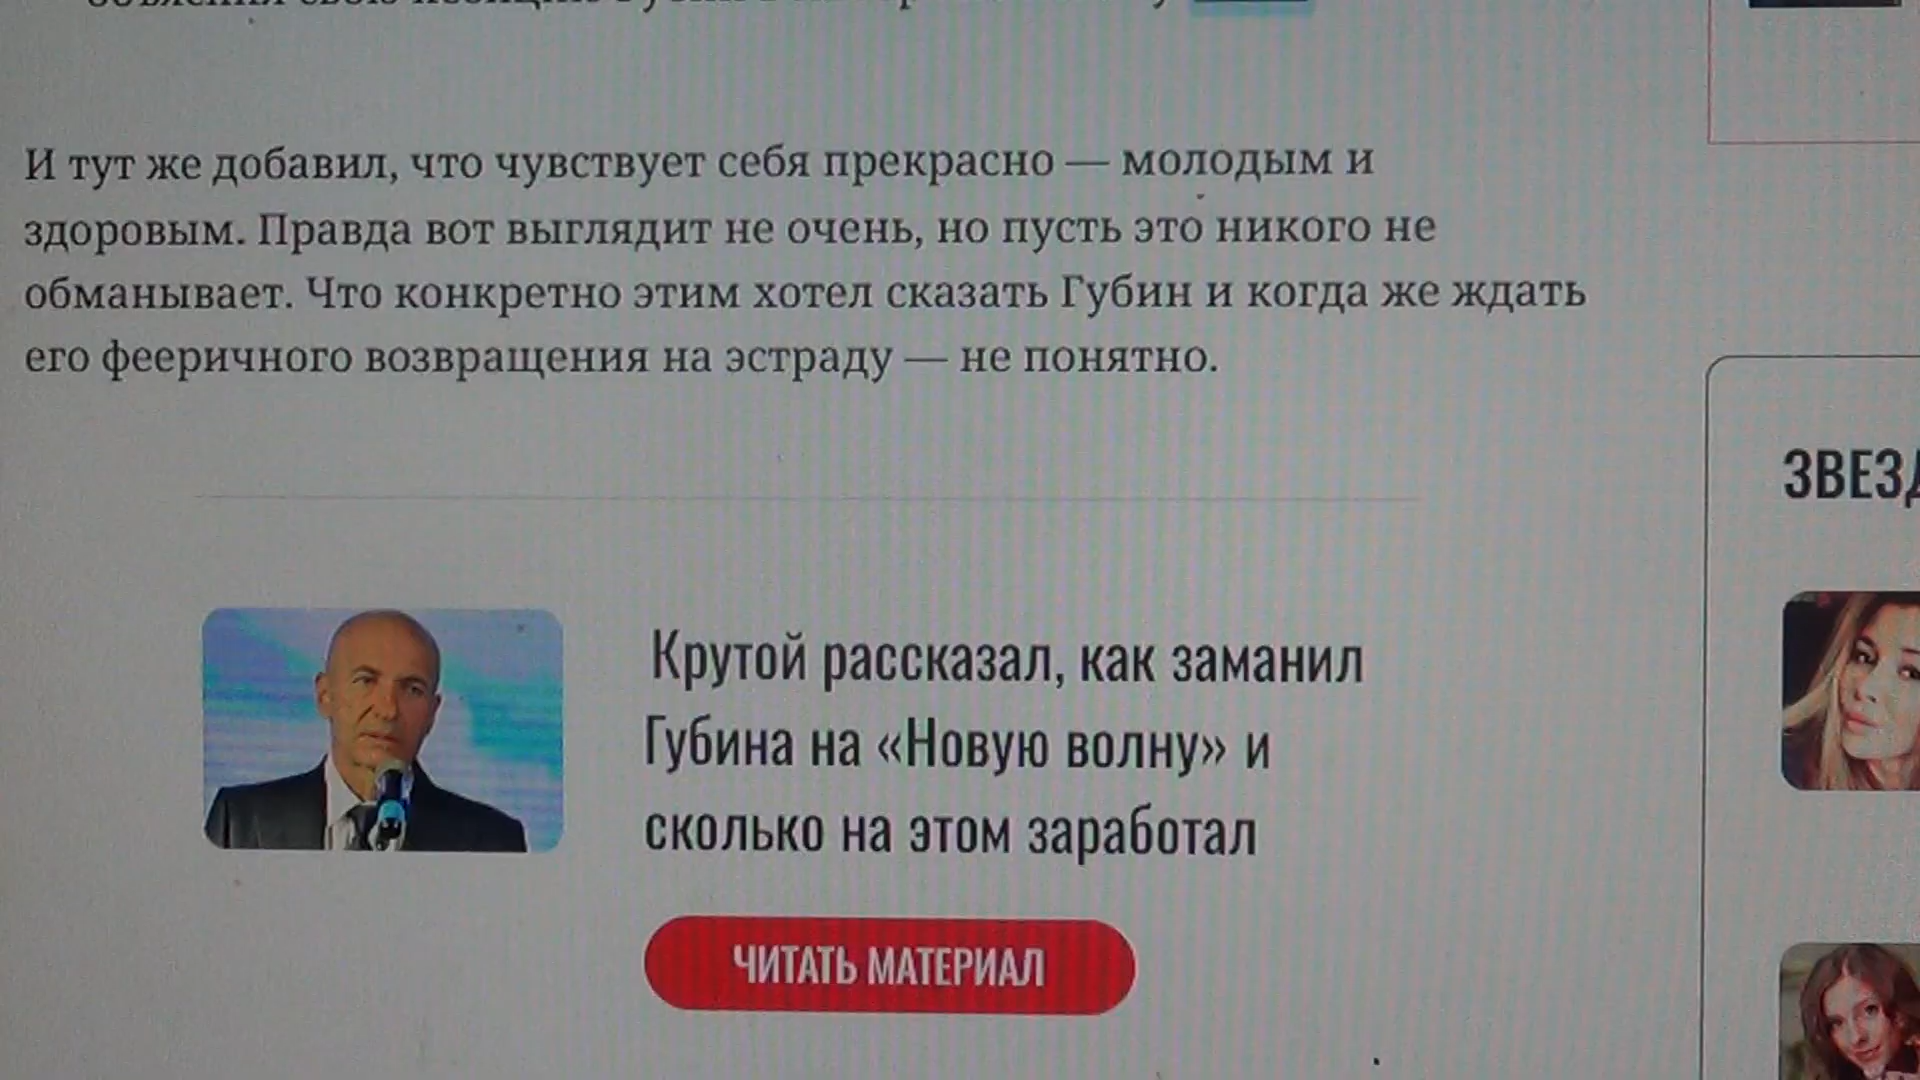 И тут же добавил, что чувствует себя прекрасно — молодым и
здоровым. Правда вот выглядит не очень, но пусть это никого не
обманывает. Что конкретно этим хотел сказать Губин и когда же ждать
его фееричного возвращения на эстраду — не понятно.
Крутой рассказал, как заманил
Губина на «Новую волну» и
сколько на этом заработал
ЧИТАТЬ МАТЕРИАЛ
ЗВЕЗД